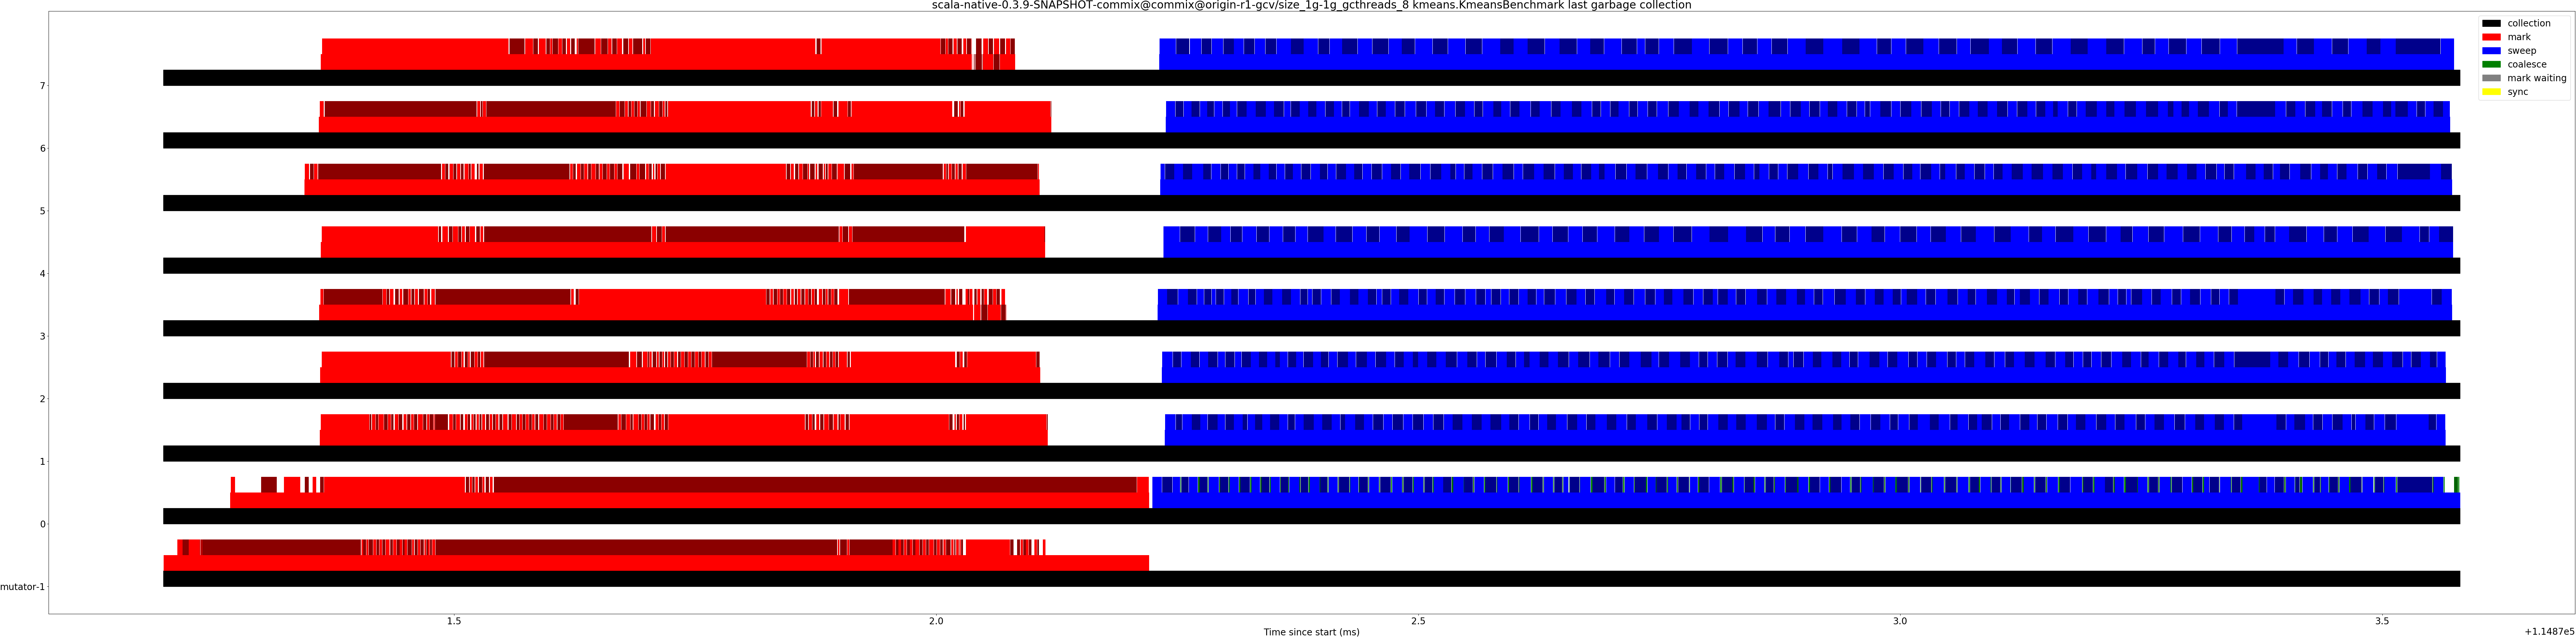 scala-native-0.3.9-SNAPSHOT-commix@commix@origin-r1-gcv/size_1g-1g_gcthreads_8 kmeans.KmeansBenchmark last garbage collection
collection
mark
sweep
coalesce
mark waiting
sync
7
6
5
4
3
2
1
0
mutator-1
1.5
2.0
2.5
3.0
3.5
Time since start (ms)
+1.1487e5